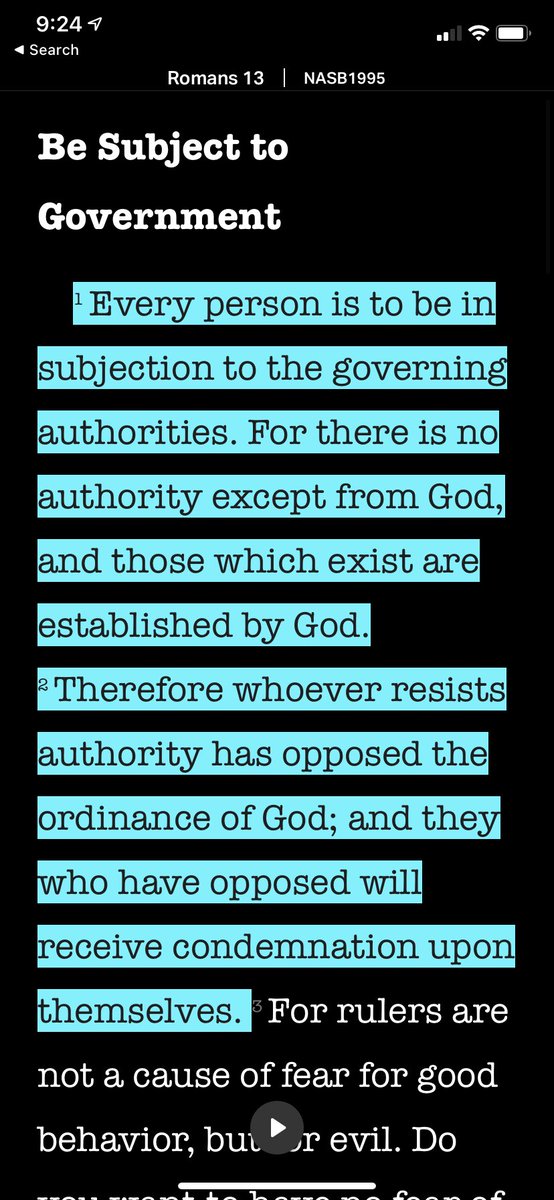 9:24
◀ Search
Romans 13 | NASB1995
Be Subject to
Government
1 Every person is to be in
subjection to the governing
authorities. For there is no
authority except from God,
and those which exist are
established by God.
2 Therefore whoever resists
authority has opposed the
ordinance of God; and they
who have opposed will
receive condemnation upon
themselves. 3 For rulers are
not a cause of fear for good
behavior, but evil. Do